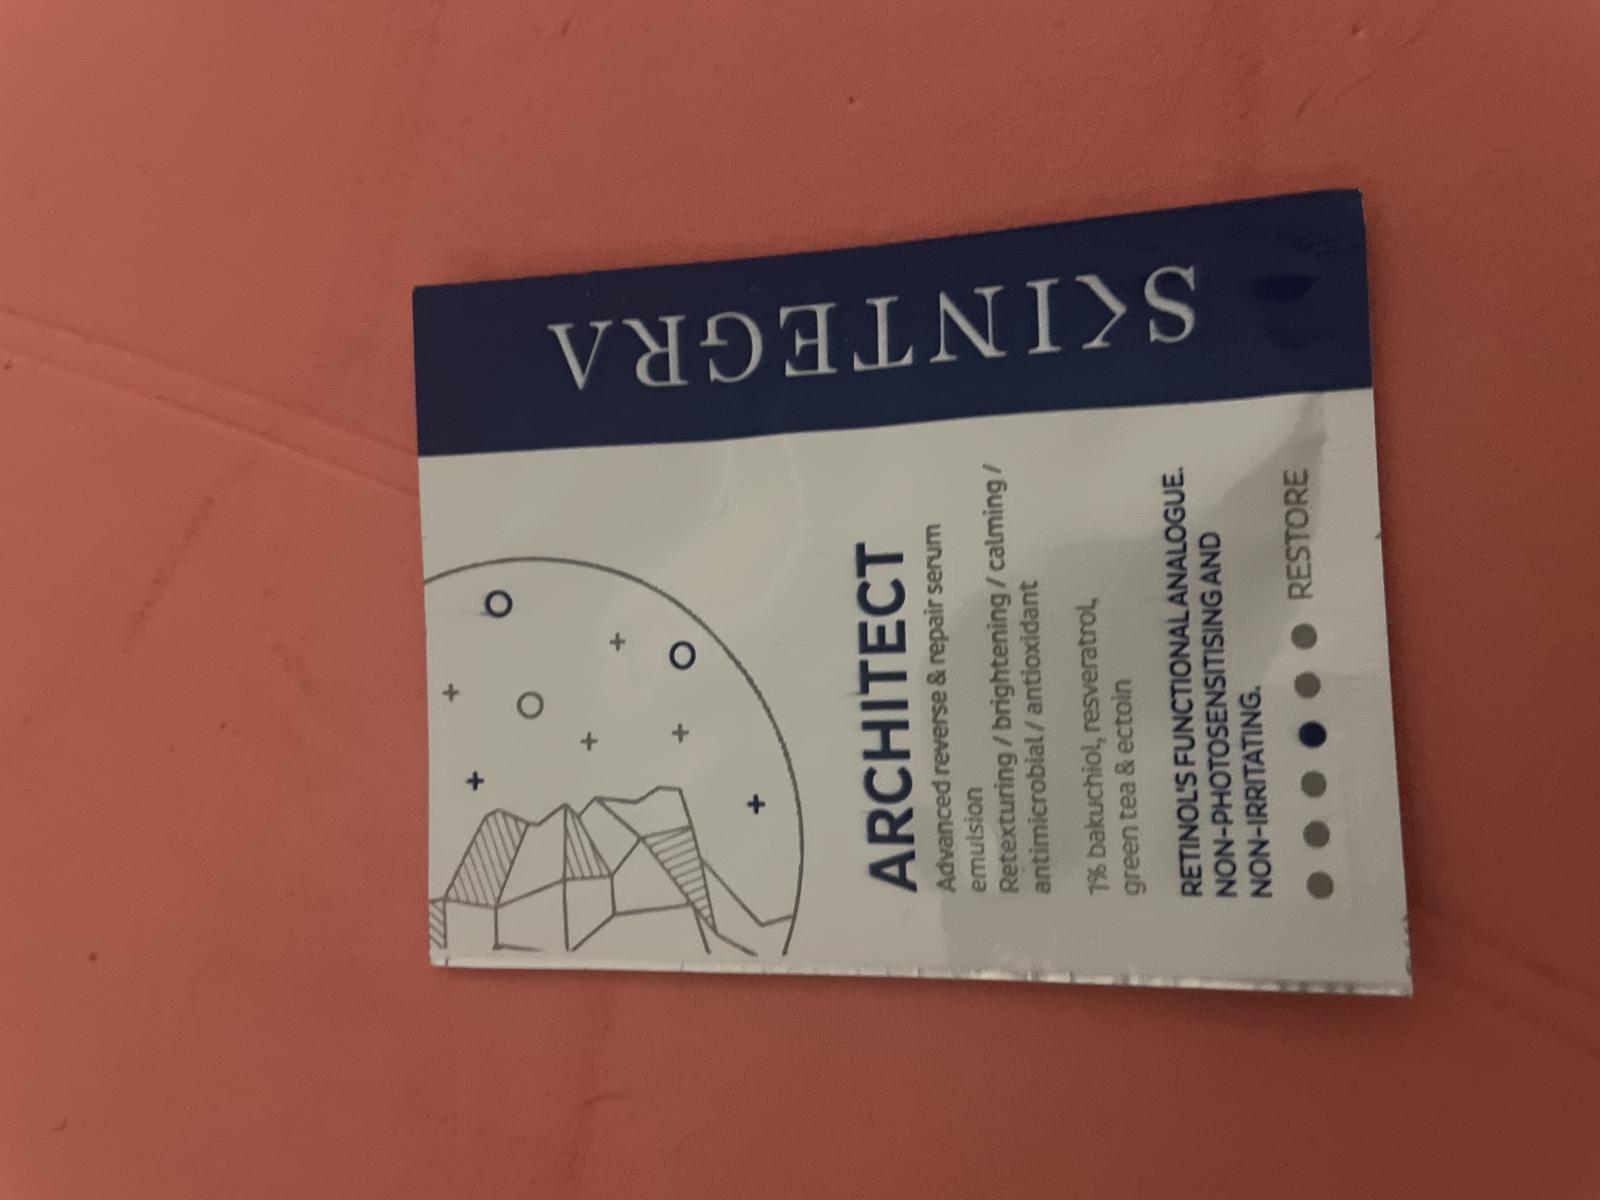 SKINTEGRA
ARCHITECT
Advanced reverse & repair serum
emulsion
Retexturing / brightening / calming /
antimicrobial / antioxidant
1% bakuchiol, resveratrol,
green tea & ectoin
RETINOL'S FUNCTIONAL ANALOGUE.
NON-PHOTOSENSITISING AND
NON-IRRITATING.
RESTORE